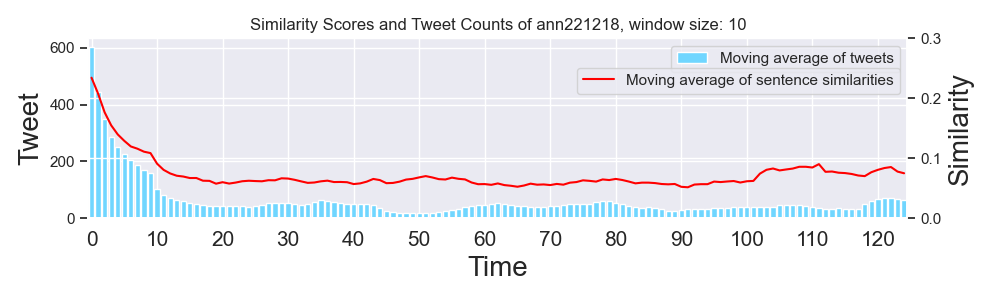 Similarity Scores and Tweet Counts of ann221218, window size: 10
Moving average of tweets
Moving average of sentence similarities
Tweet
600
400
200
0
Similarity
0.3
0.2
0.1
0.0
0 10 20 30 40 50 60 70 80 90 100 110 120
Time